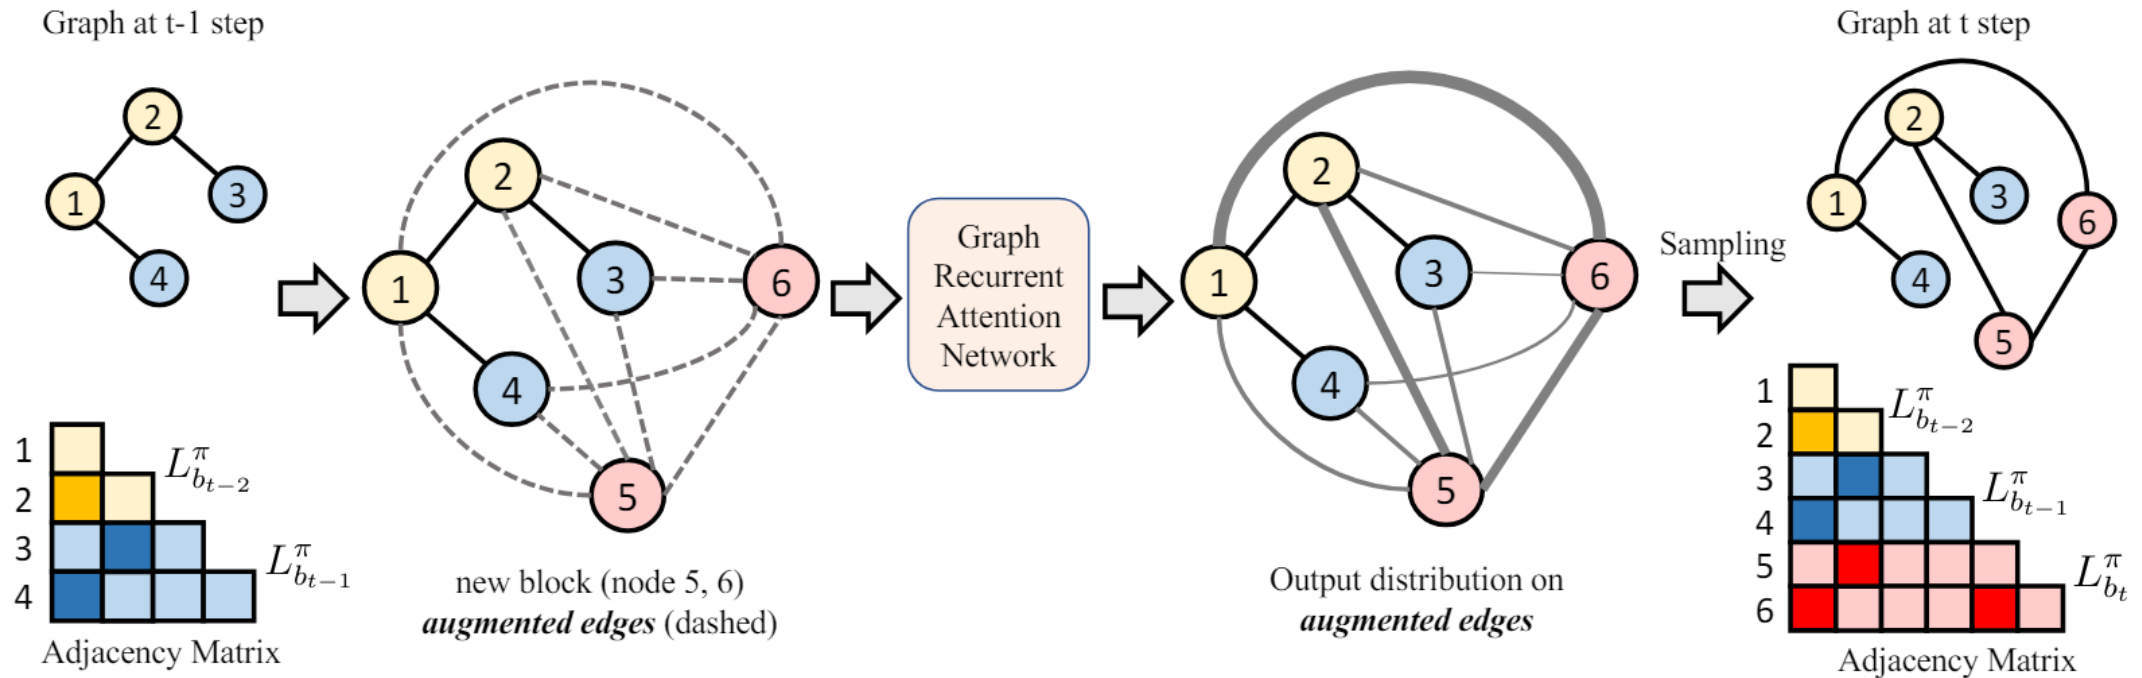 Graph at t-1 step
2
1
3
4
1
2
3
4
L^π_{b_{t-2}}
L^π_{b_{t-1}}
Adjacency Matrix
2
1
3
6
4
5
new block (node 5, 6)
augmented edges (dashed)
Graph
Recurrent
Attention
Network
2
1
3
6
4
5
Output distribution on
augmented edges
Sampling
Graph at t step
2
1
3
6
4
5
1
2
3
4
5
6
L^π_{b_{t-2}}
L^π_{b_{t-1}}
L^π_{b_t}
Adjacency Matrix